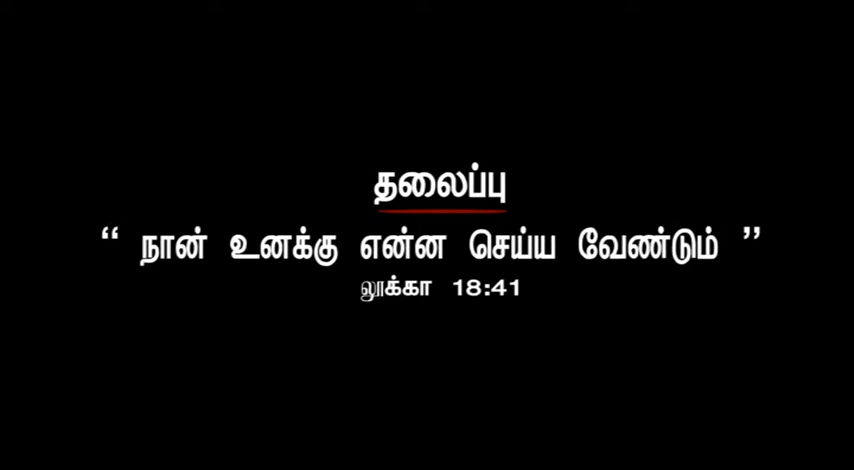 தலைப்பு
“ நான் உனக்கு என்ன செய்ய வேண்டும் ”
லூக்கா 18:41